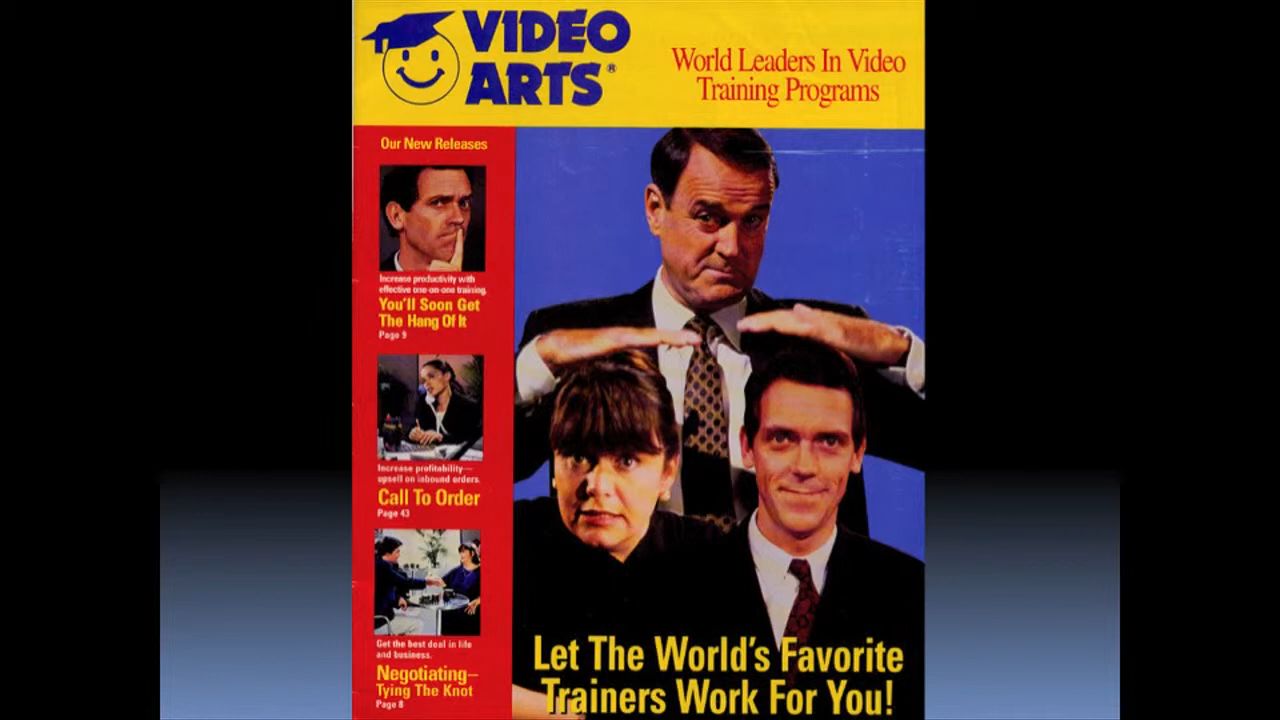 VIDEO
ARTS®
World Leaders In Video
Training Programs
Our New Releases
Increase productivity with
effective one-on-one training.
You'll Soon Get
The Hang Of It
Page 9
Increase profitability—
upsell on inbound orders.
Call To Order
Page 43
Get the best deal in life
and business.
Negotiating—
Tying The Knot
Page 8
Let The World's Favorite
Trainers Work For You!